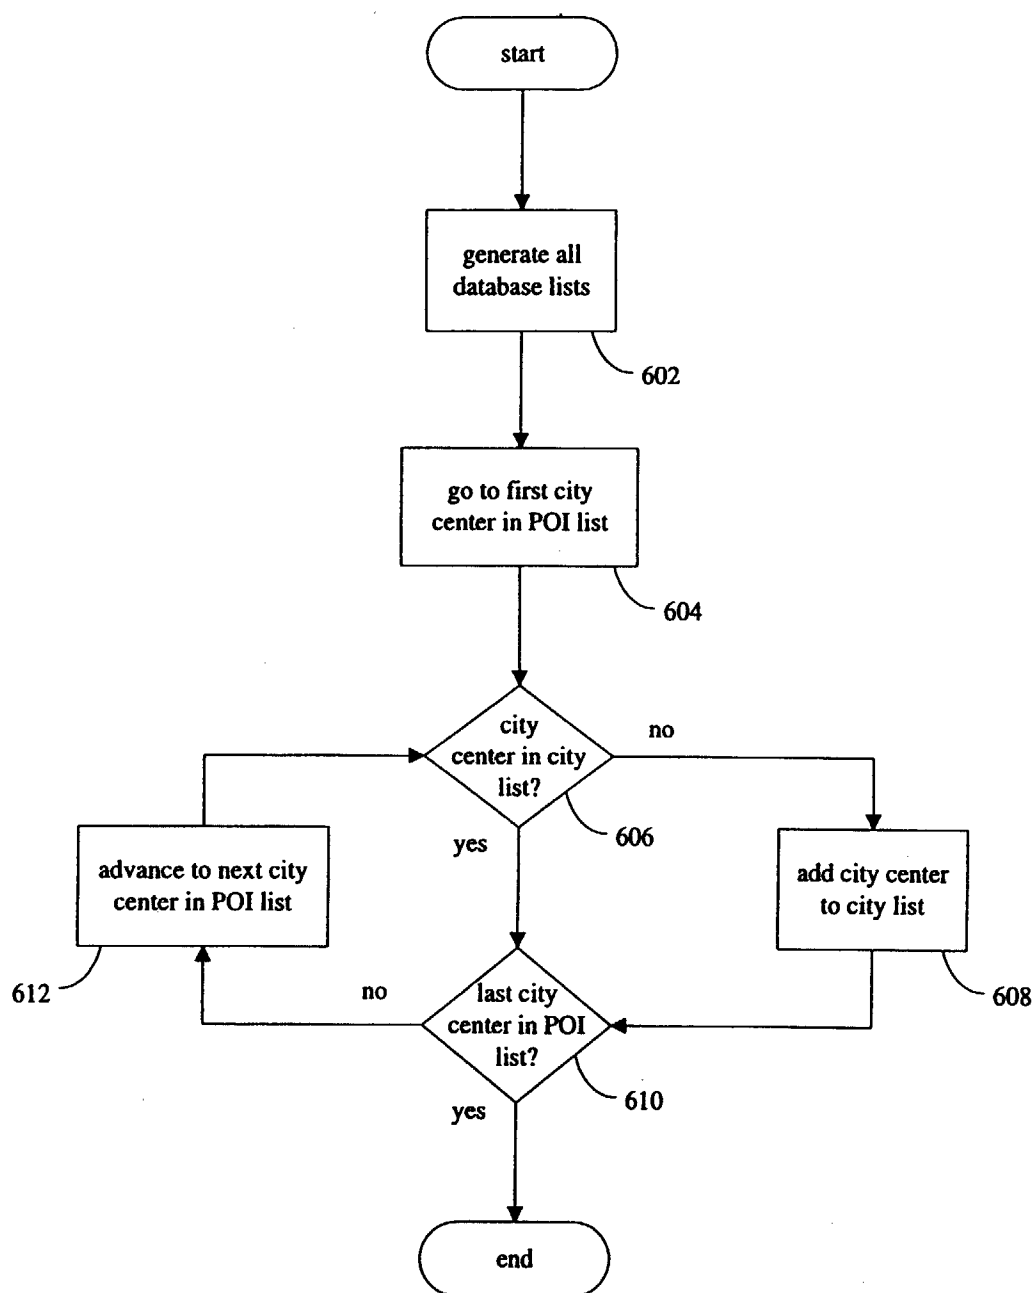 start
generate all
database lists
602
go to first city
center in POI list
604
city
center in city
list?
no
606
yes
advance to next city
center in POI list
612
add city center
to city list
608
last city
center in POI
list?
no
610
yes
end